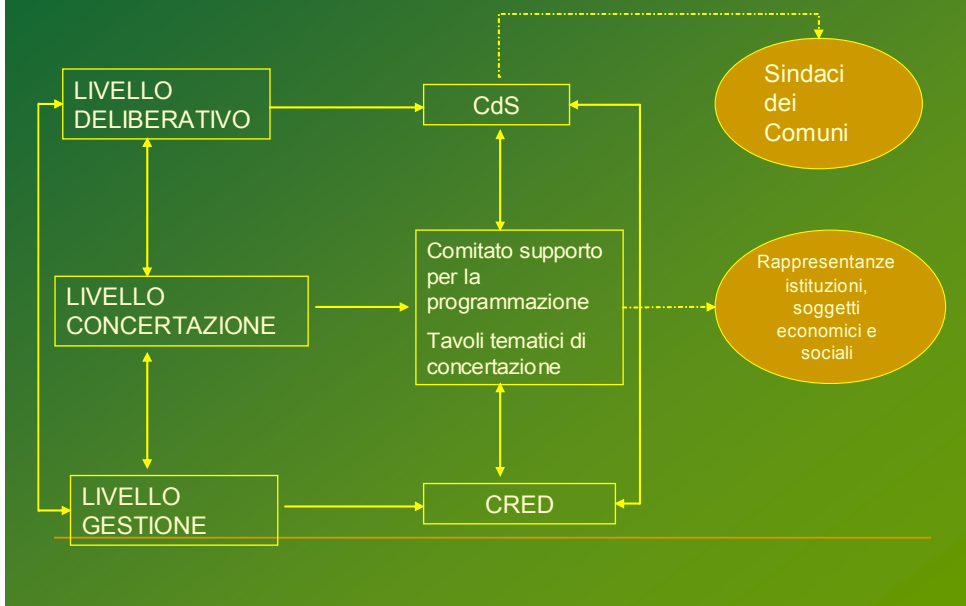 LIVELLO
DELIBERATIVO
CdS
Sindaci
dei
Comuni
LIVELLO
CONCERTAZIONE
Comitato supporto
per la
programmazione
Tavoli tematici di
concertazione
Rappresentanze
istituzioni,
soggetti
economici e
sociali
LIVELLO
GESTIONE
CRED